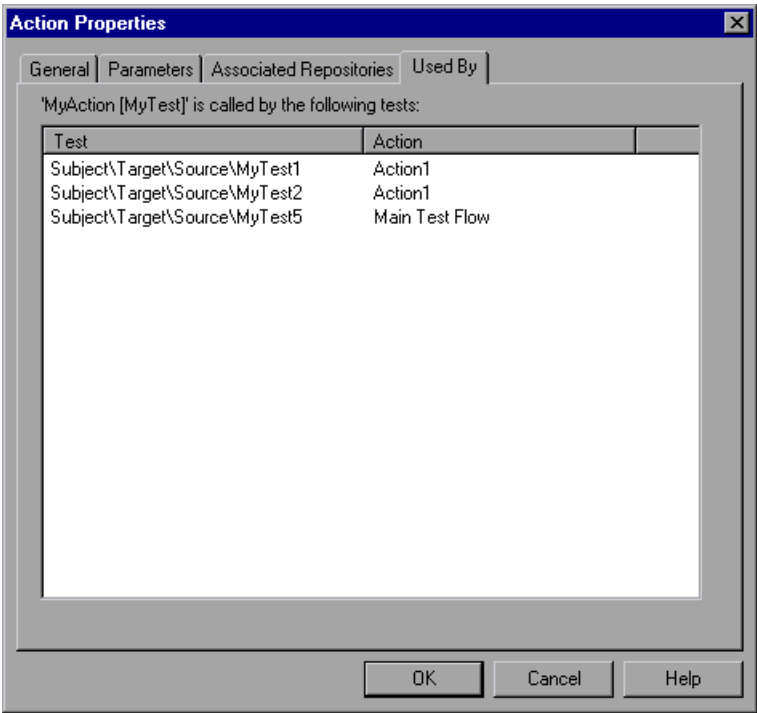 Action Properties
General Parameters Associated Repositories Used By
'MyAction [MyTest]' is called by the following tests:
Test Action
Subject\Target\Source\MyTest1 Action1
Subject\Target\Source\MyTest2 Action1
Subject\Target\Source\MyTest5 Main Test Flow
OK Cancel Help